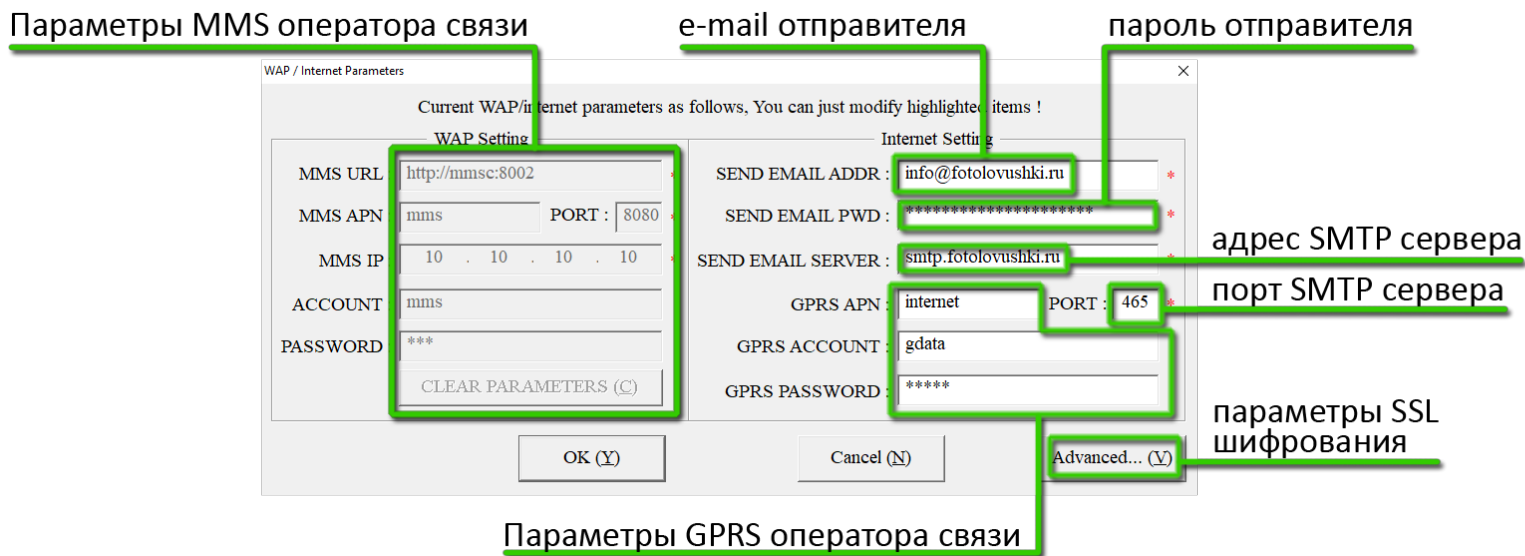 Параметры MMS оператора связи
e-mail отправителя
пароль отправителя
WAP / Internet Parameters
Current WAP/internet parameters as follows, You can just modify highlighted items !
WAP Setting
MMS URL http://mmsc:8002 *
MMS APN mms PORT : 8080 *
MMS IP 10 . 10 . 10 . 10 *
ACCOUNT mms
PASSWORD ***
CLEAR PARAMETERS (C)
Internet Setting
SEND EMAIL ADDR : info@fotolovushki.ru *
SEND EMAIL PWD : ********************* *
SEND EMAIL SERVER : smtp.fotolovushki.ru *
GPRS APN : internet PORT : 465 *
GPRS ACCOUNT : gdata
GPRS PASSWORD : *****
адрес SMTP сервера
порт SMTP сервера
параметры SSL
шифрования
OK (Y)
Cancel (N)
Advanced... (V)
Параметры GPRS оператора связи